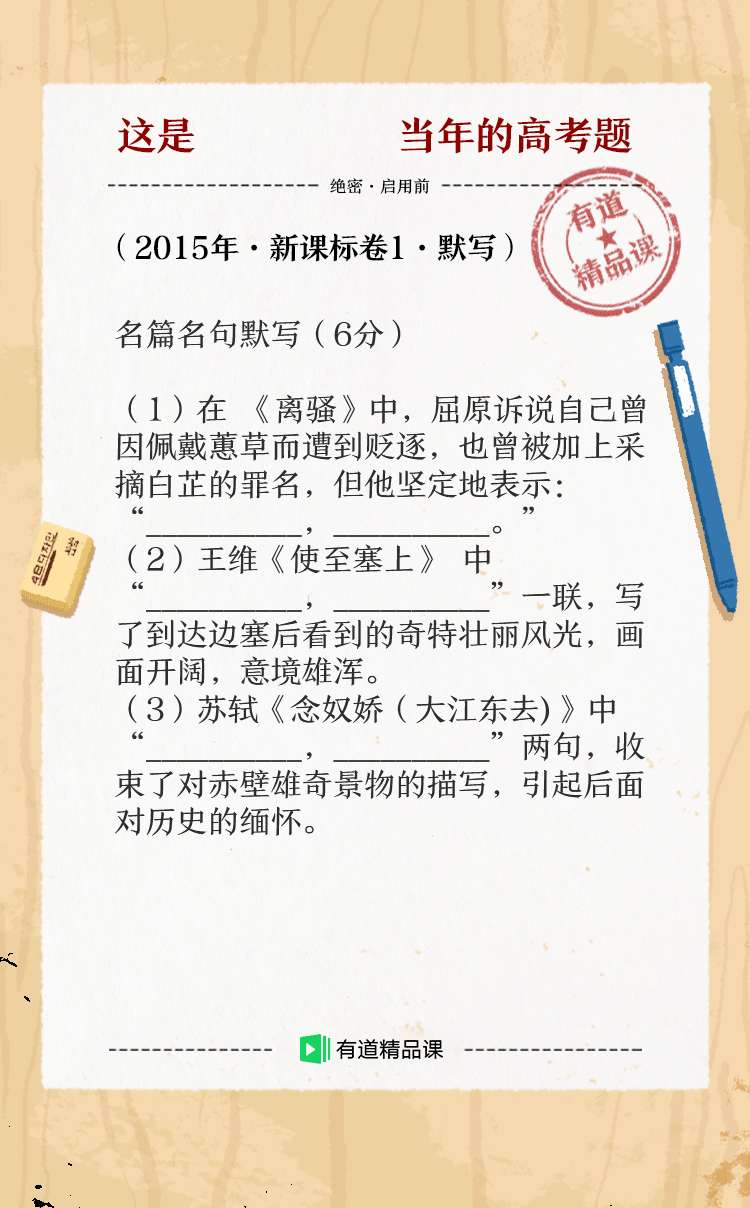 这是 当年的高考题
绝密·启用前
有道
精品课
（2015年·新课标卷1·默写）
名篇名句默写（6分）
（1）在 《离骚》中，屈原诉说自己曾
因佩戴蕙草而遭到贬逐，也曾被加上采
摘白芷的罪名，但他坚定地表示：
“__________，__________。”
（2）王维《使至塞上》 中
“__________，__________”一联，写
了到达边塞后看到的奇特壮丽风光，画
面开阔，意境雄浑。
（3）苏轼《念奴娇（大江东去)》中
“__________，__________”两句，收
束了对赤壁雄奇景物的描写，引起后面
对历史的缅怀。
有道精品课